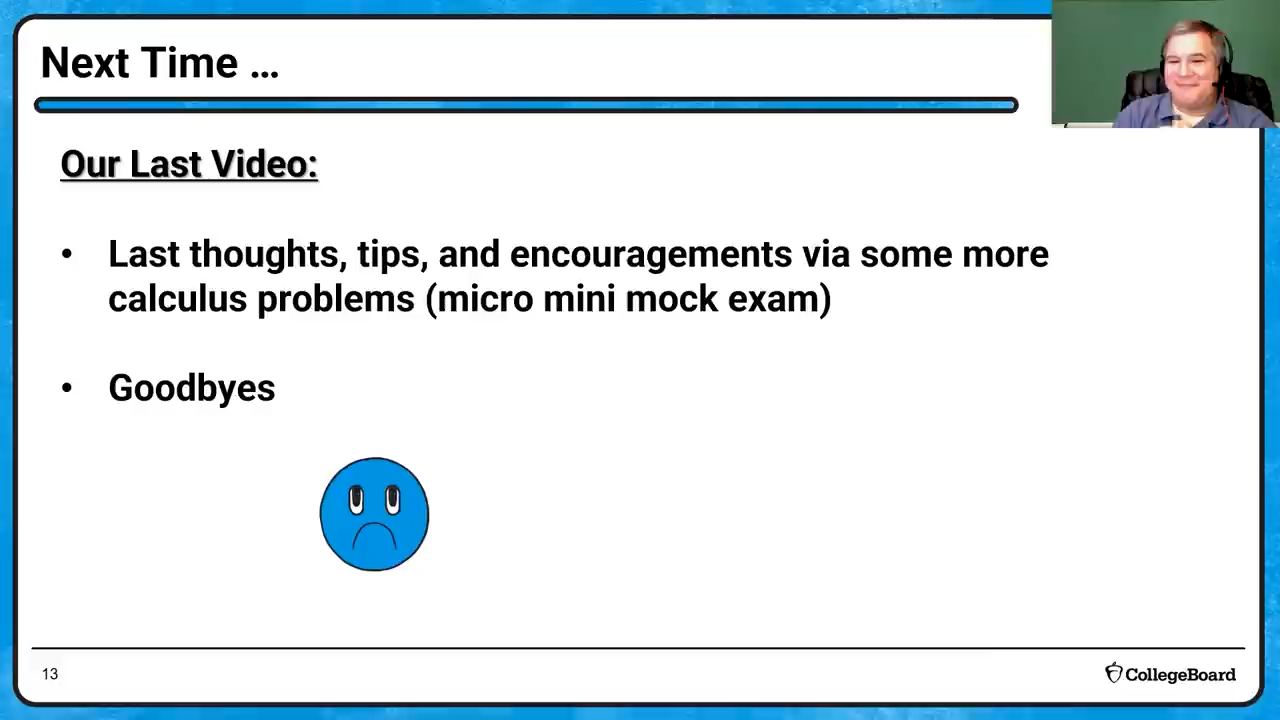 Next Time …
Our Last Video:
• Last thoughts, tips, and encouragements via some more
calculus problems (micro mini mock exam)
• Goodbyes
13
CollegeBoard